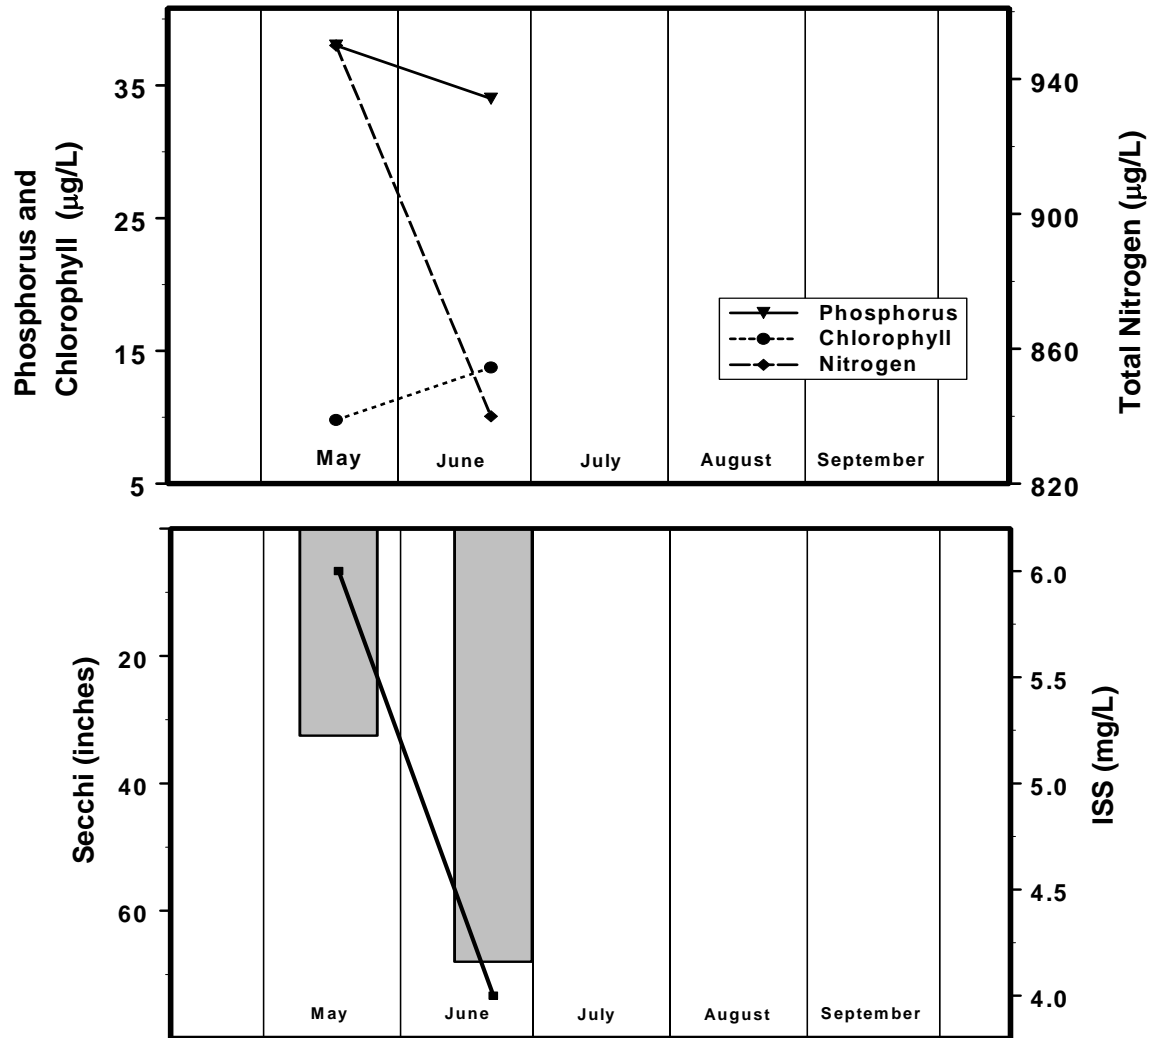 Phosphorus and
Chlorophyll (µg/L)
35
25
15
5
940
900
860
820
Total Nitrogen (µg/L)
Phosphorus
Chlorophyll
Nitrogen
May
June
July
August
September
Secchi (inches)
20
40
60
6.0
5.5
5.0
4.5
4.0
ISS (mg/L)
May
June
July
August
September